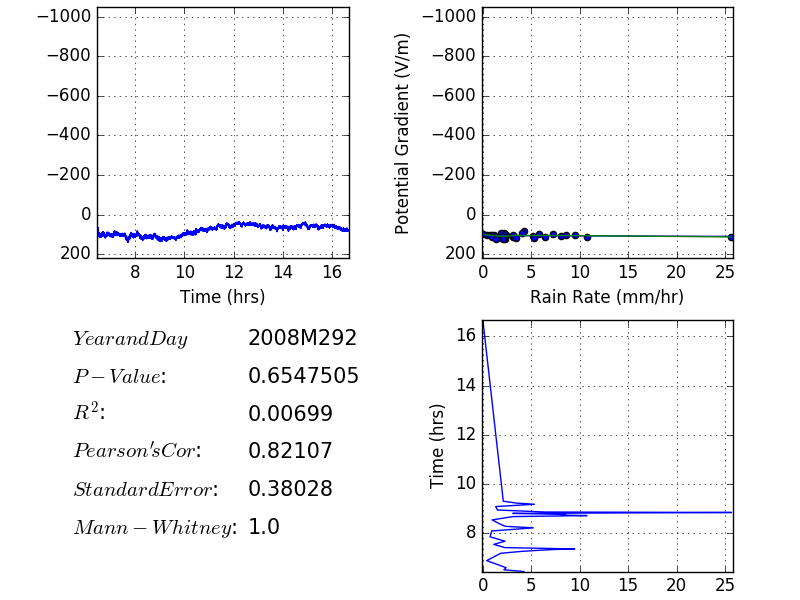 −1000
−800
−600
−400
−200
0
200
8 10 12 14 16
Time (hrs)
Potential Gradient (V/m)
−1000
−800
−600
−400
−200
0
200
0 5 10 15 20 25
Rain Rate (mm/hr)
YearandDay 2008M292
P−Value: 0.6547505
R²: 0.00699
Pearson'sCor: 0.82107
StandardError: 0.38028
Mann−Whitney: 1.0
Time (hrs)
16
14
12
10
8
0 5 10 15 20 25